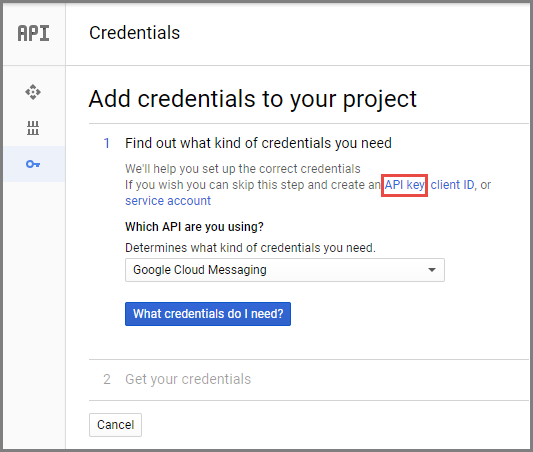 API Credentials
Add credentials to your project
1 Find out what kind of credentials you need
We'll help you set up the correct credentials
If you wish you can skip this step and create an API key, client ID, or
service account
Which API are you using?
Determines what kind of credentials you need.
Google Cloud Messaging
What credentials do I need?
2 Get your credentials
Cancel